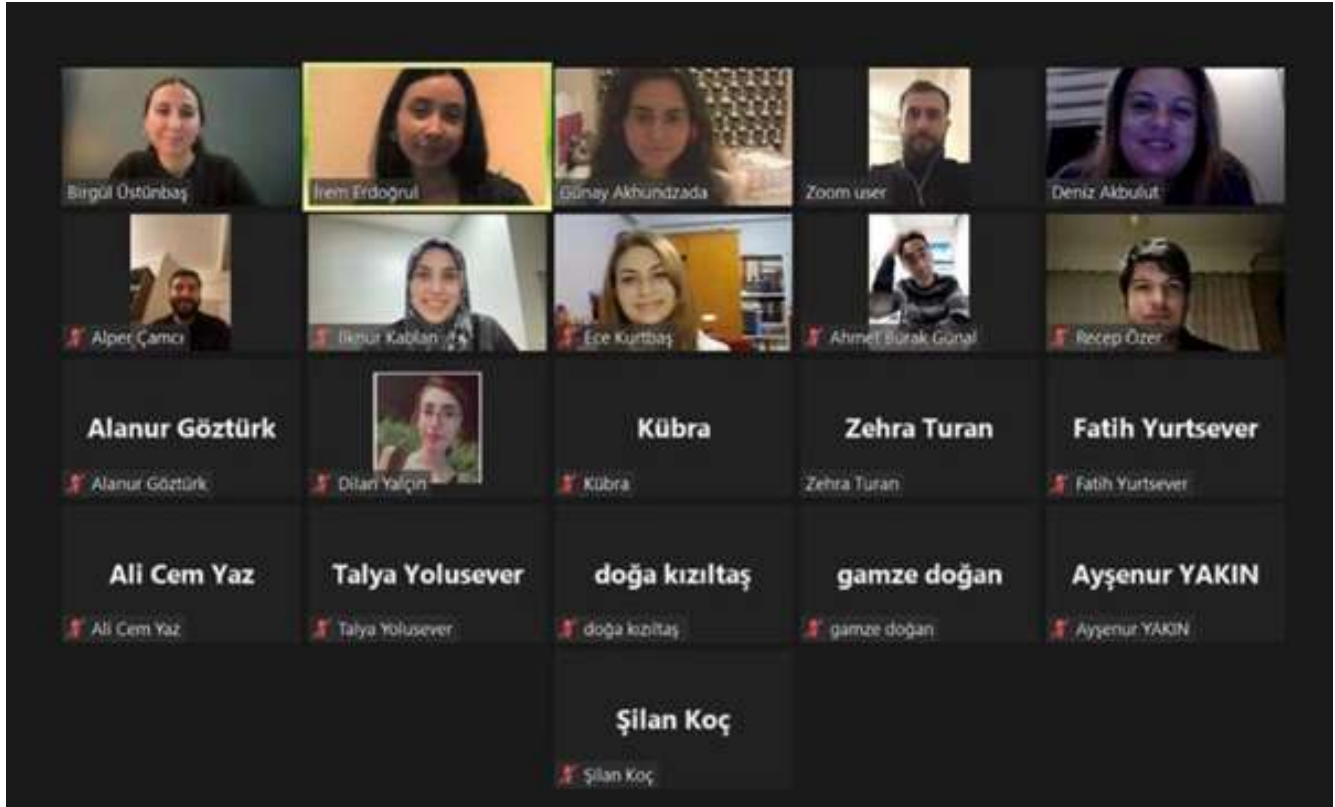 Birgül Üstünbaş
İrem Erdoğrul
Günay Akhundzada
Zoom user
Deniz Akbulut
Alper Çamcı
İlknur Kablan
Ece Kurtbaş
Ahmet Burak Günal
Recep Özer
Alanur Göztürk
Alanur Göztürk
Dilan Yalçın
Kübra
Kübra
Zehra Turan
Zehra Turan
Fatih Yurtsever
Fatih Yurtsever
Ali Cem Yaz
Ali Cem Yaz
Talya Yolusever
Talya Yolusever
doğa kızıltaş
doğa kızıltaş
gamze doğan
gamze doğan
Ayşenur YAKIN
Ayşenur YAKIN
Şilan Koç
Şilan Koç